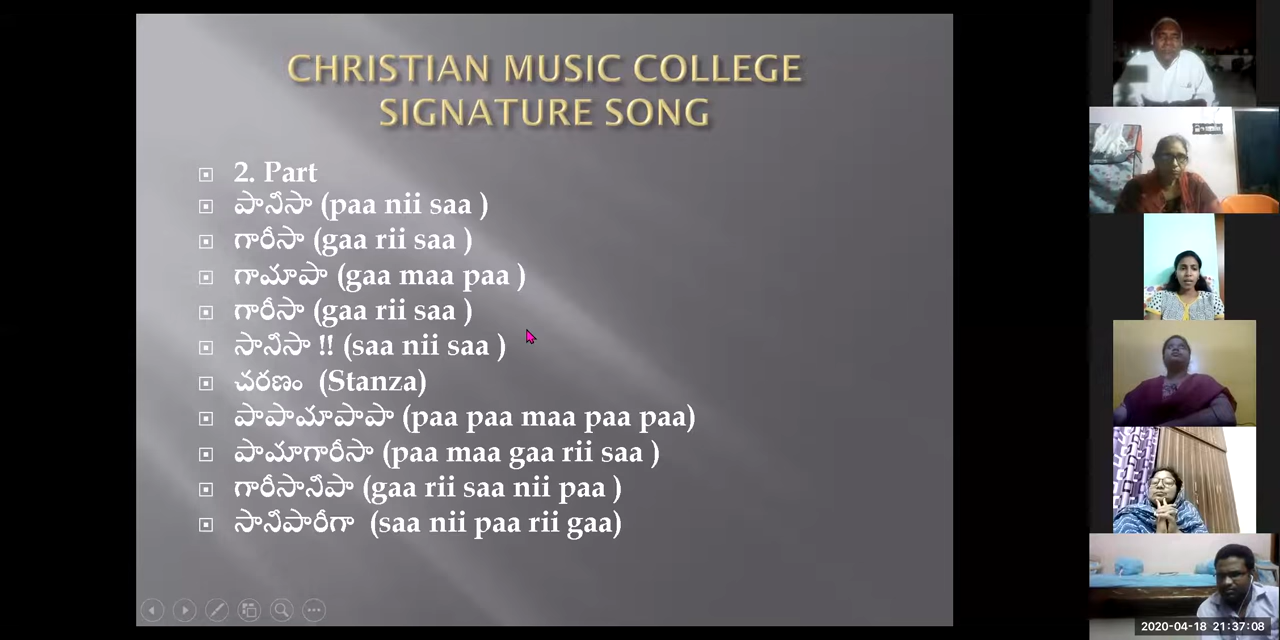 CHRISTIAN MUSIC COLLEGE
SIGNATURE SONG
2. Part
పానీసా (paa nii saa )
గారీసా (gaa rii saa )
గామాపా (gaa maa paa )
గారీసా (gaa rii saa )
సానీసా !! (saa nii saa )
చరణం (Stanza)
పాపామాపాపా (paa paa maa paa paa)
పామాగారీసా (paa maa gaa rii saa )
గారీసానీపా (gaa rii saa nii paa )
సానీపారీగా (saa nii paa rii gaa)
2020-04-18 21:37:08